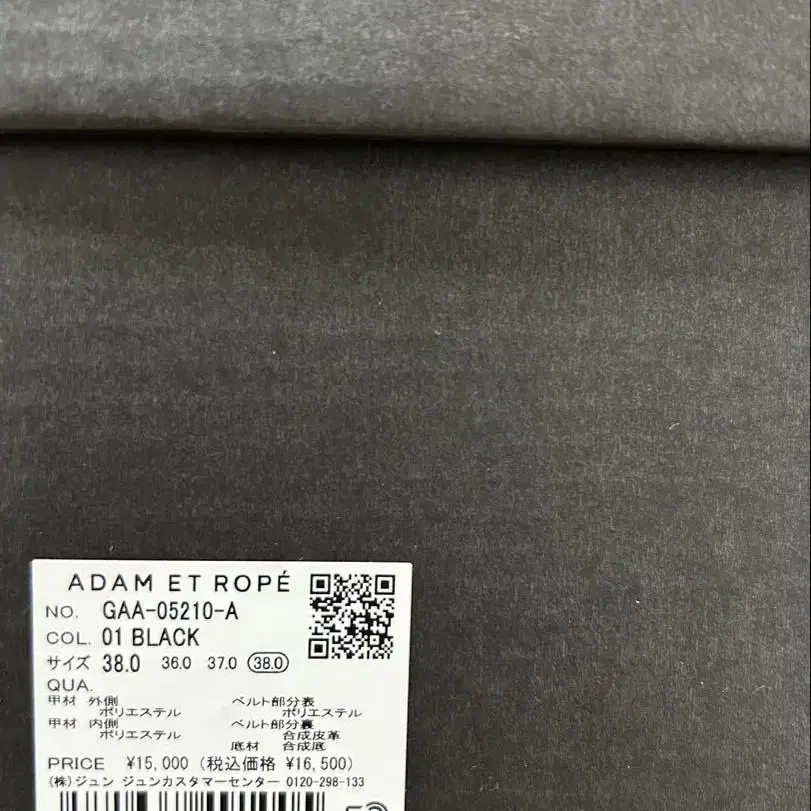 ADAM ET ROPÉ
NO. GAA-05210-A
COL. 01 BLACK
サイズ 38.0 36.0 37.0 38.0
QUA.
甲材 外側 ベルト部分表
ポリエステル ポリエステル
甲材 内側 ベルト部分裏
ポリエステル 合成皮革
底材 合成底
PRICE ¥15,000 (税込価格 ¥16,500)
(株)ジュン ジュンカスタマーセンター 0120-298-133